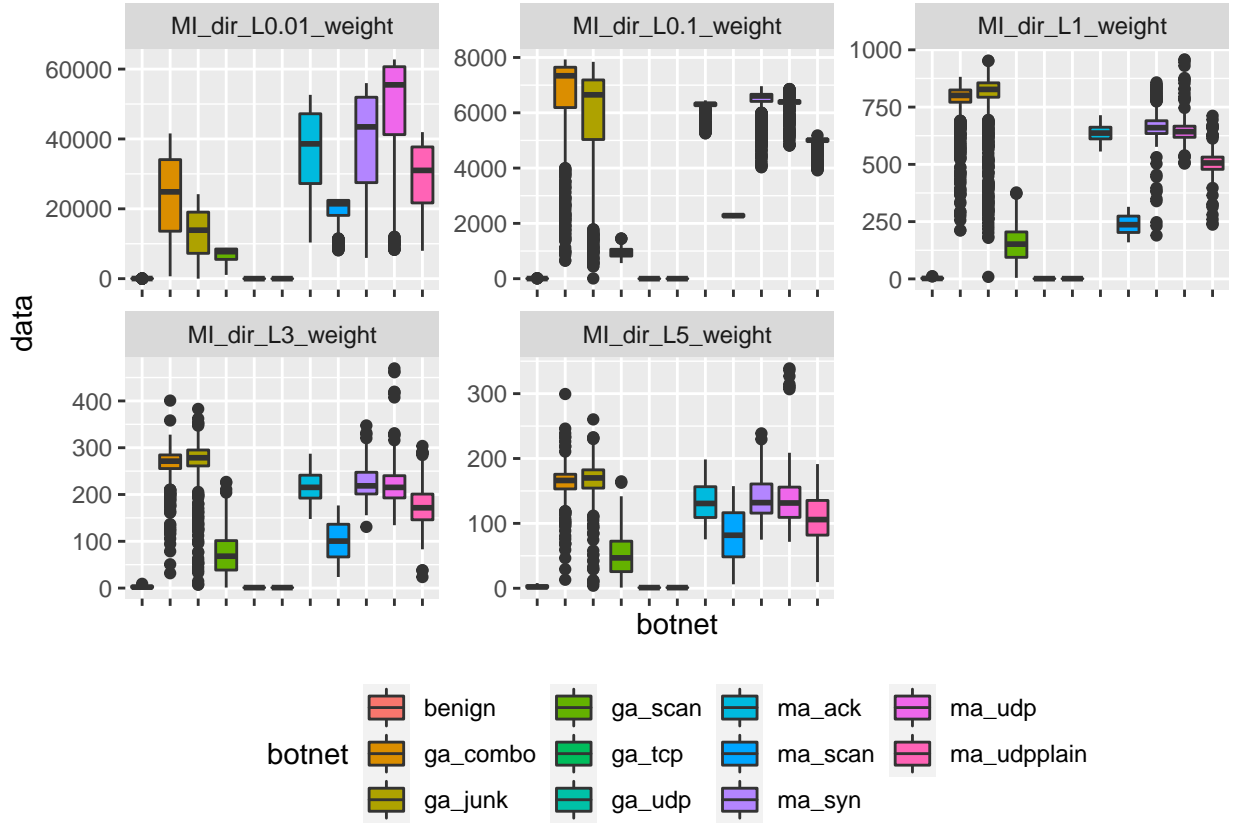 MI_dir_L0.01_weight
MI_dir_L0.1_weight
MI_dir_L1_weight
60000
40000
20000
0
8000
6000
4000
2000
0
1000
750
500
250
0
data
MI_dir_L3_weight
MI_dir_L5_weight
400
300
200
100
0
300
200
100
0
botnet
botnet
benign
ga_combo
ga_junk
ga_scan
ga_tcp
ga_udp
ma_ack
ma_scan
ma_syn
ma_udp
ma_udpplain